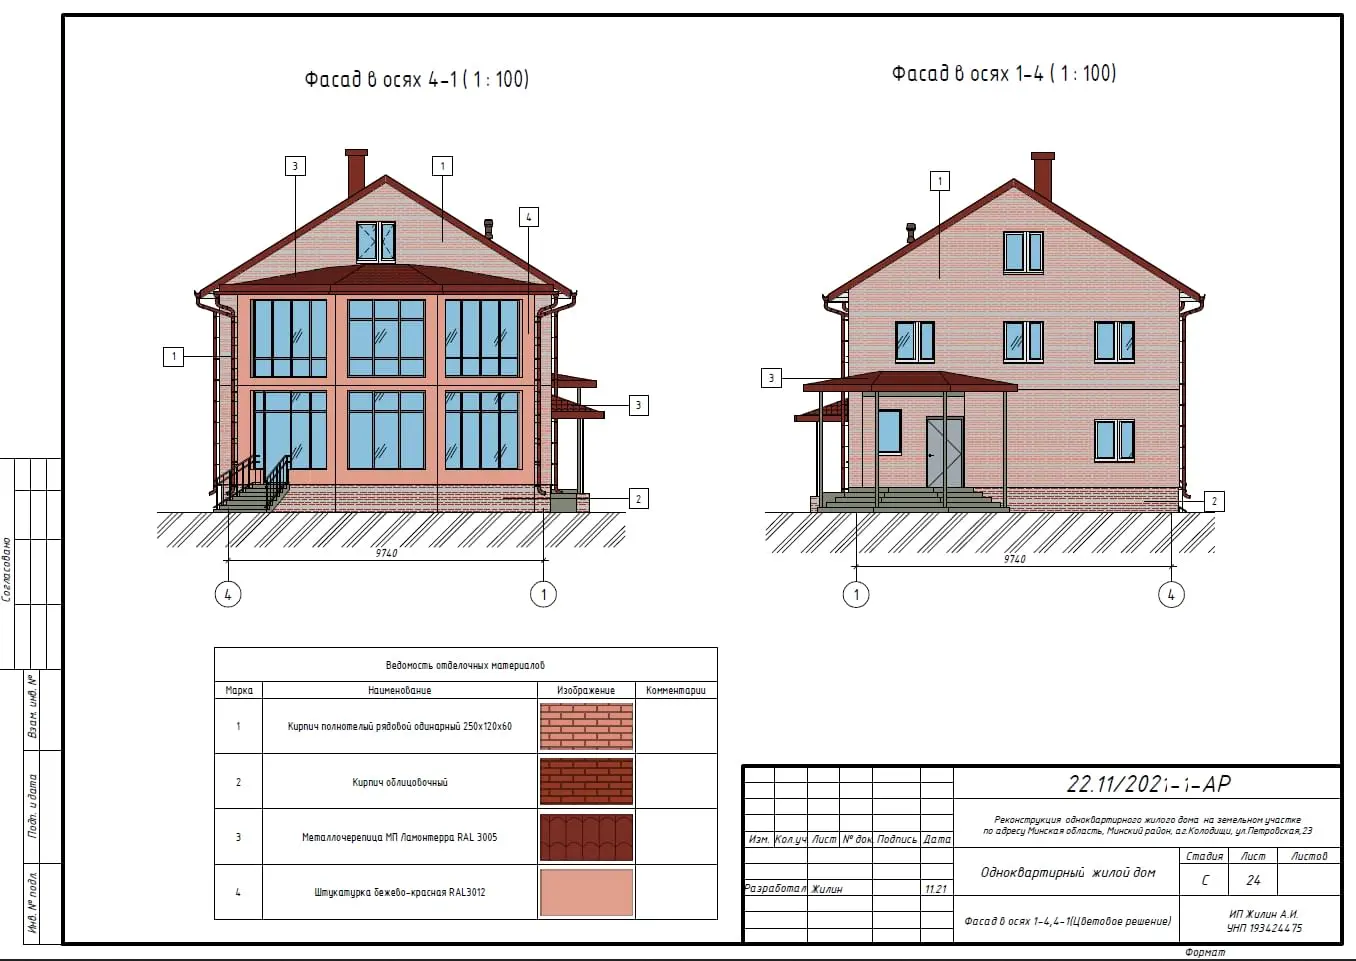 Фасад в осях 4-1 ( 1 : 100)
Фасад в осях 1-4 ( 1 : 100)
3
1
4
1
3
2
9740
4
1
1
3
2
9740
1
4
Ведомость отделочных материалов
Марка Наименование Изображение Комментарии
1 Кирпич полнотелый рядовой одинарный 250х120х60
2 Кирпич облицовочный
3 Металлочерепица МП Ламонтерра RAL 3005
4 Штукатурка бежево-красная RAL3012
Согласовано
Взам. инв. №
Подп. и дата
Инв. № подл.
22.11/2021-1-АР
Реконструкция одноквартирного жилого дома на земельном участке
по адресу Минская область, Минский район, а.г.Колодищи, ул.Петровская,23
Изм. Кол.уч Лист № док Подпись Дата
Разработал Жилин 11.21
Одноквартирный жилой дом
Стадия Лист Листов
С 24
Фасад в осях 1-4,4-1(Цветовое решение)
ИП Жилин А.И.
УНП 193424475
Формат